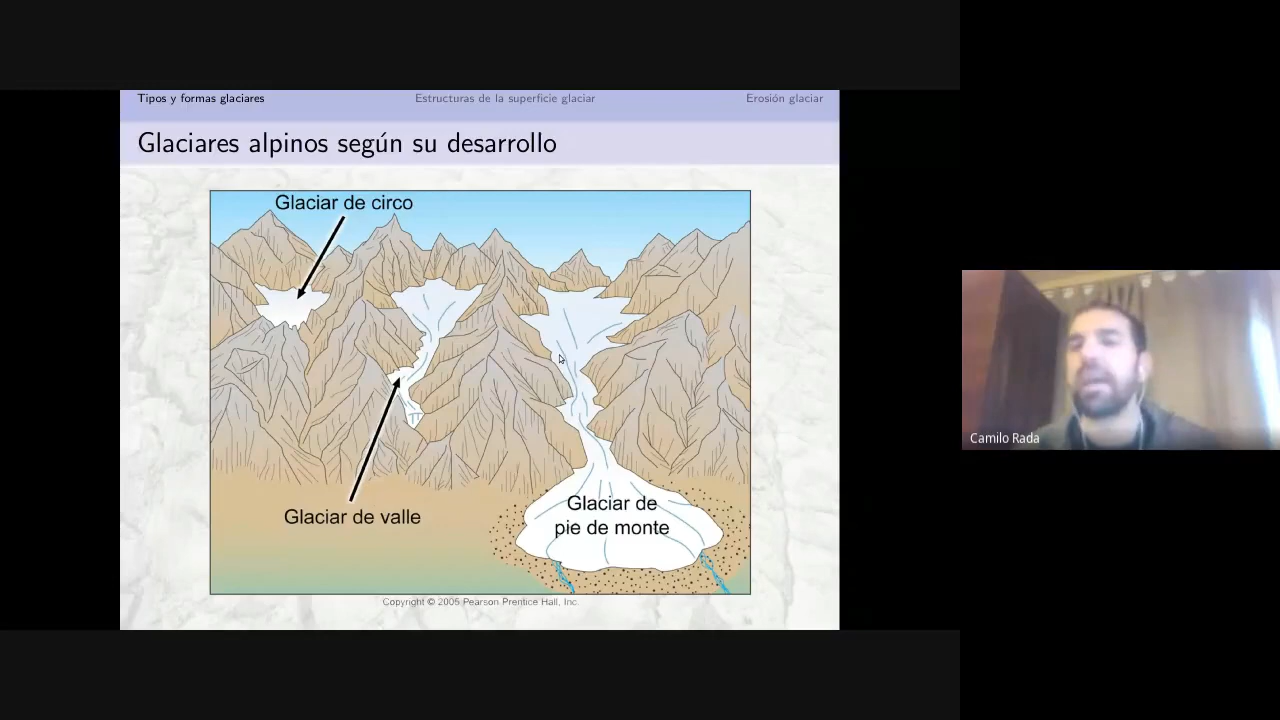 Tipos y formas glaciares
Estructuras de la superficie glaciar
Erosión glaciar
Glaciares alpinos según su desarrollo
Glaciar de circo
Glaciar de valle
Glaciar de
pie de monte
Copyright © 2005 Pearson Prentice Hall, Inc.
Camilo Rada